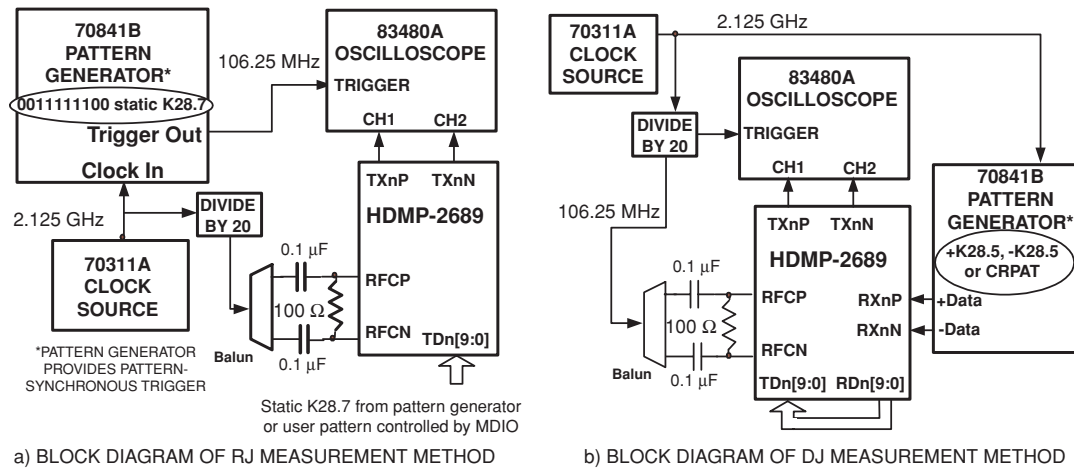 70841B
PATTERN
GENERATOR*
0011111100 static K28.7
Trigger Out
Clock In
106.25 MHz
83480A
OSCILLOSCOPE
TRIGGER
CH1 CH2
TXnP TXnN
HDMP-2689
2.125 GHz
DIVIDE
BY 20
70311A
CLOCK
SOURCE
0.1 µF
100 Ω
0.1 µF
Balun
RFCP
RFCN
TDn[9:0]
*PATTERN GENERATOR
PROVIDES PATTERN-
SYNCHRONOUS TRIGGER
Static K28.7 from pattern generator
or user pattern controlled by MDIO
a) BLOCK DIAGRAM OF RJ MEASUREMENT METHOD
70311A
CLOCK
SOURCE
2.125 GHz
83480A
OSCILLOSCOPE
TRIGGER
CH1 CH2
DIVIDE
BY 20
106.25 MHz
TXnP TXnN
HDMP-2689
70841B
PATTERN
GENERATOR*
+K28.5, -K28.5
or CRPAT
+Data
-Data
RXnP
RXnN
0.1 µF
100 Ω
0.1 µF
Balun
RFCP
RFCN
TDn[9:0] RDn[9:0]
b) BLOCK DIAGRAM OF DJ MEASUREMENT METHOD